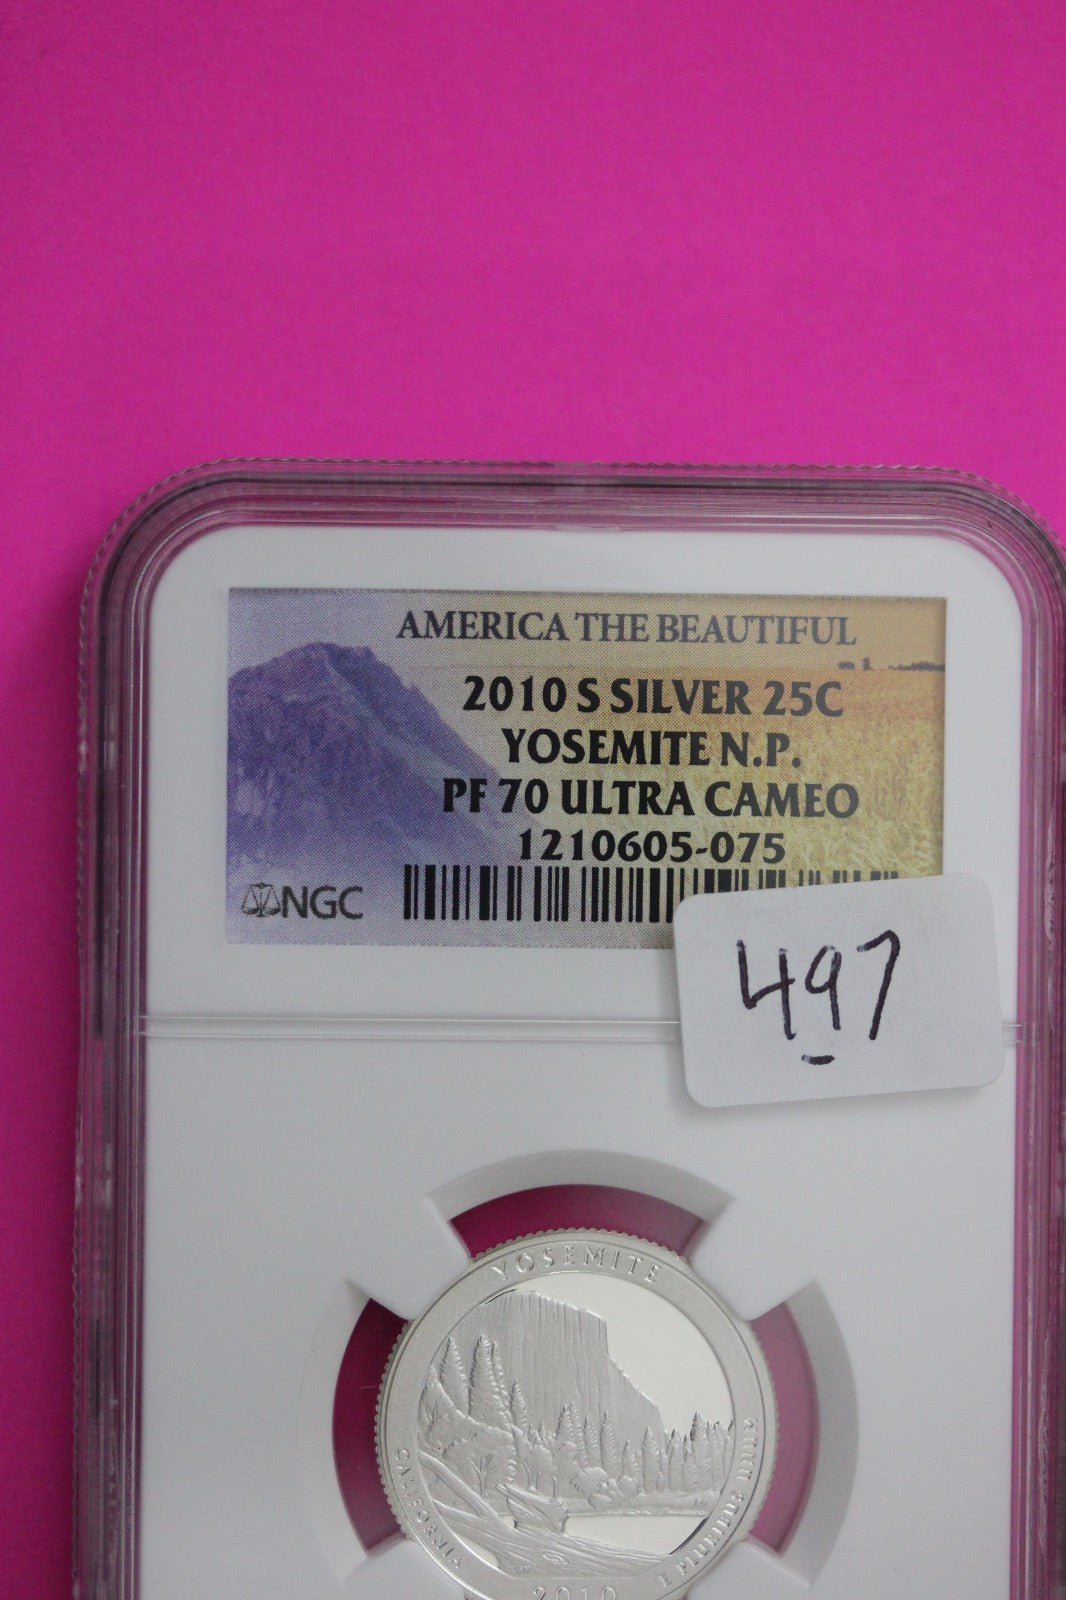 AMERICA THE BEAUTIFUL
2010 S SILVER 25C
YOSEMITE N.P.
PF 70 ULTRA CAMEO
1210605-075
NGC
497
YOSEMITE
CALIFORNIA
E PLURIBUS UNUM
2010